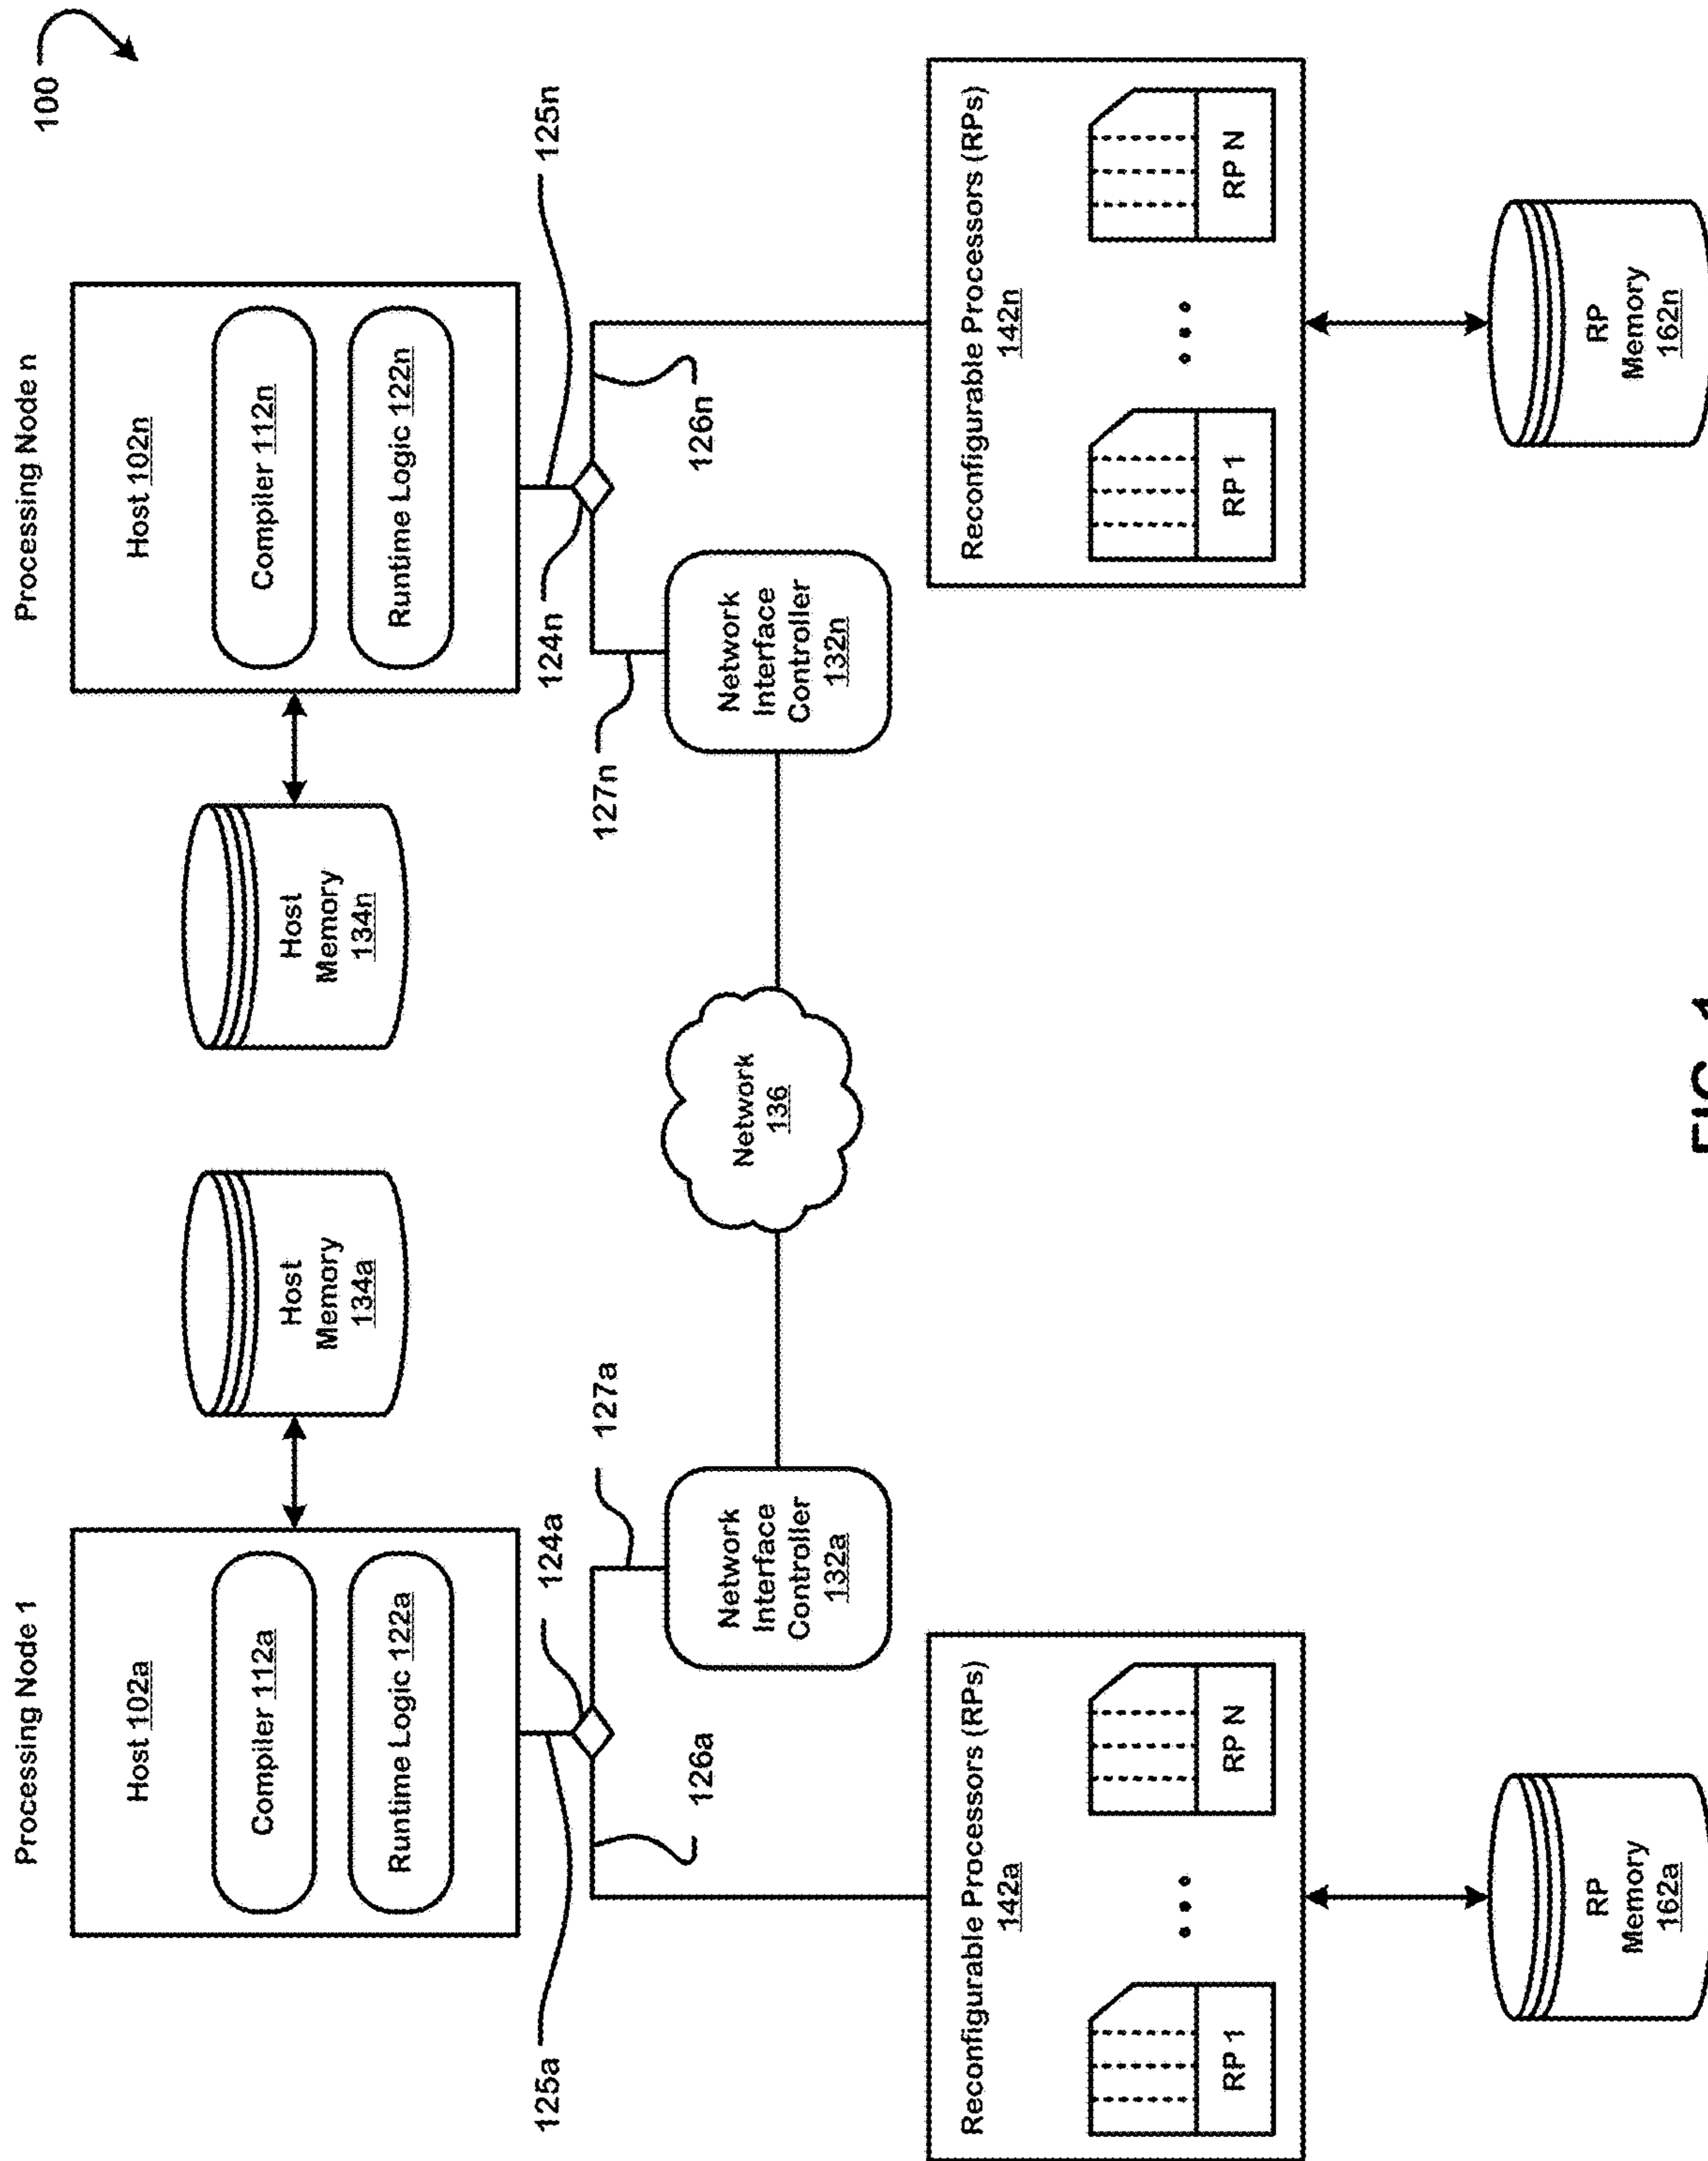 100
Processing Node 1
Processing Node n
Host 102a
Compiler 112a
Runtime Logic 122a
Host
Memory
134a
Host
Memory
134n
Host 102n
Compiler 112n
Runtime Logic 122n
125a
124a
126a
127a
127n
124n
126n
125n
Network
Interface
Controller
132a
Network
136
Network
Interface
Controller
132n
Reconfigurable Processors (RPs)
142a
RP 1
RP N
Reconfigurable Processors (RPs)
142n
RP 1
RP N
RP
Memory
162a
RP
Memory
162n
FIG. 1